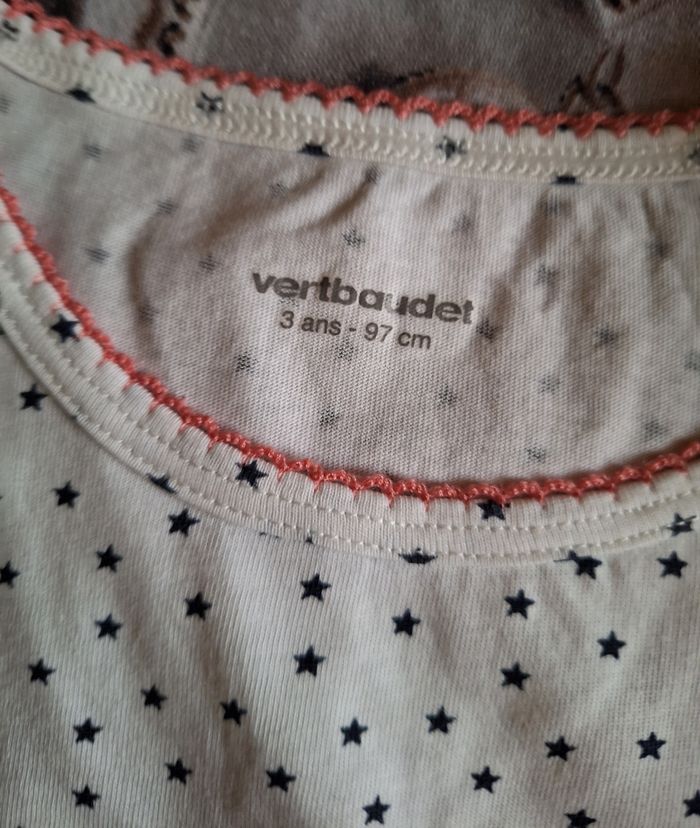 vertbaudet
3 ans - 97 cm